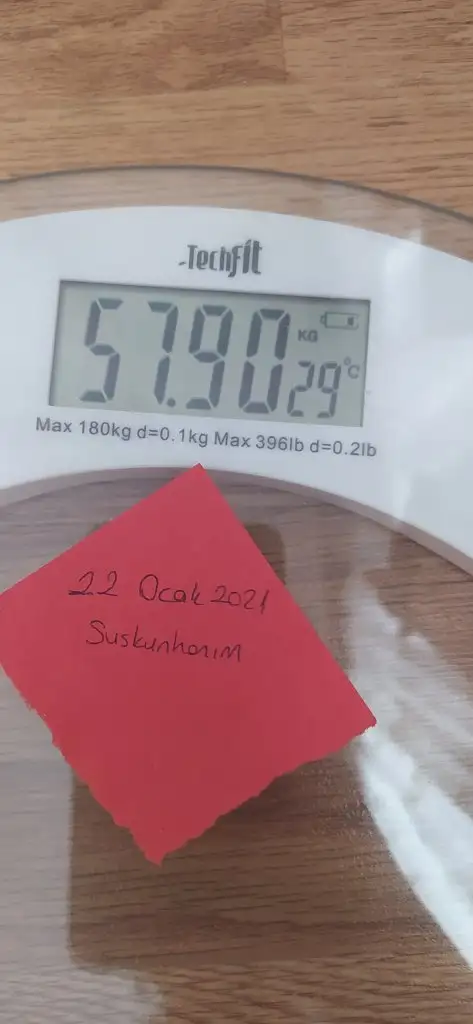 TechFit
57.90 KG 29°C
Max 180kg d=0.1kg Max 396lb d=0.2lb
22 Ocak 2021
Suskunhanım